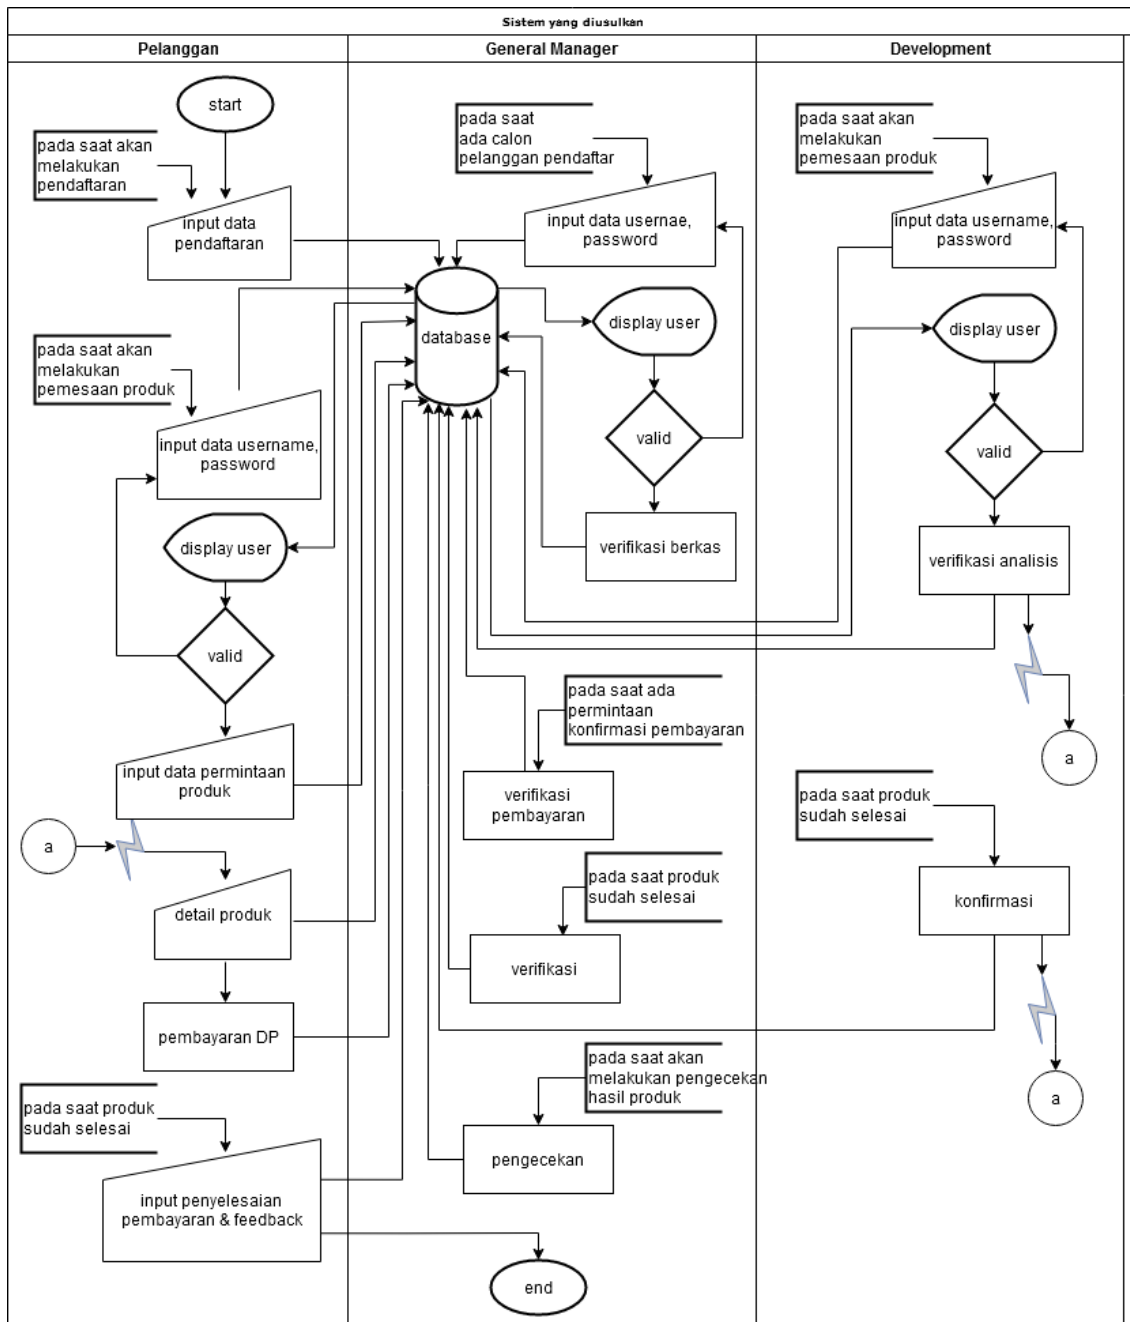 Sistem yang diusulkan
Pelanggan
General Manager
Development
start
pada saat akan
melakukan
pendaftaran
input data
pendaftaran
pada saat akan
melakukan
pemesaan produk
input data username,
password
display user
valid
input data permintaan
produk
a
detail produk
pembayaran DP
pada saat produk
sudah selesai
input penyelesaian
pembayaran & feedback
pada saat
ada calon
pelanggan pendaftar
input data usernae,
password
database
display user
valid
verifikasi berkas
pada saat ada
permintaan
konfirmasi pembayaran
verifikasi
pembayaran
pada saat produk
sudah selesai
verifikasi
pada saat akan
melakukan pengecekan
hasil produk
pengecekan
end
pada saat akan
melakukan
pemesaan produk
input data username,
password
display user
valid
verifikasi analisis
a
pada saat produk
sudah selesai
konfirmasi
a